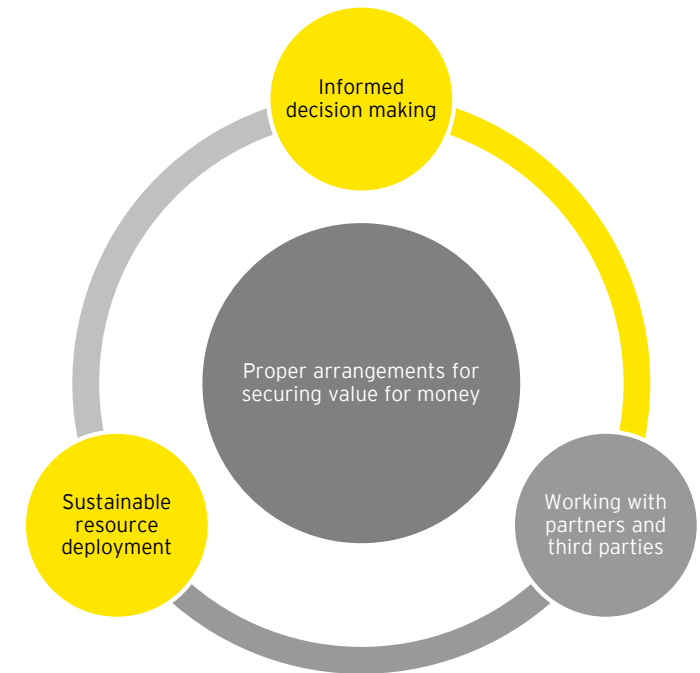 Informed
decision making
Proper arrangements for
securing value for money
Sustainable
resource
deployment
Working with
partners and
third parties